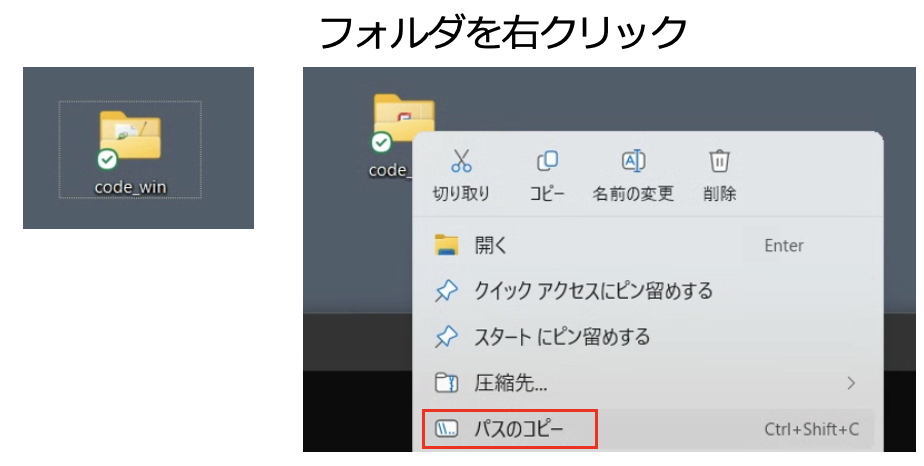 フォルダを右クリック
code_win
code_
切り取り コピー 名前の変更 削除
開く Enter
クイック アクセスにピン留めする
スタート にピン留めする
圧縮先...
パスのコピー Ctrl+Shift+C